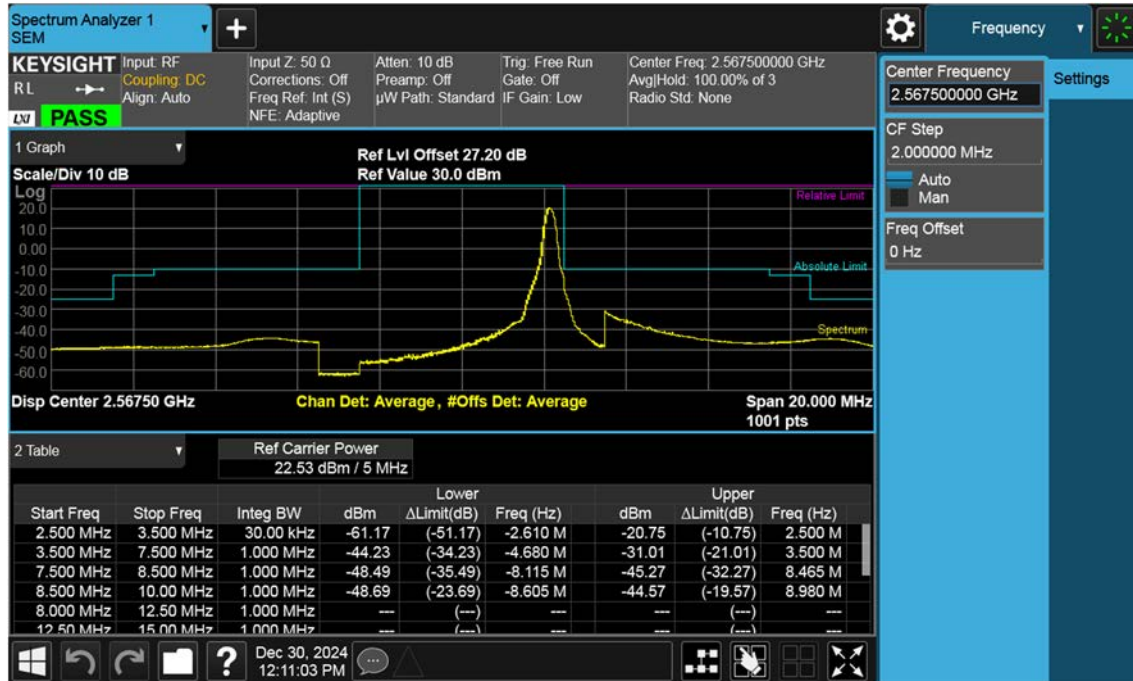 Spectrum Analyzer 1
SEM
+
Frequency
KEYSIGHT
RL
LXI PASS
Input: RF
Coupling: DC
Align: Auto
Input Z: 50 Ω
Corrections: Off
Freq Ref: Int (S)
NFE: Adaptive
Atten: 10 dB
Preamp: Off
µW Path: Standard
Trig: Free Run
Gate: Off
IF Gain: Low
Center Freq: 2.567500000 GHz
Avg|Hold: 100.00% of 3
Radio Std: None
Center Frequency
2.567500000 GHz
Settings
CF Step
2.000000 MHz
Auto
Man
Freq Offset
0 Hz
1 Graph
Scale/Div 10 dB
Ref Lvl Offset 27.20 dB
Ref Value 30.0 dBm
Log
20.0
10.0
0.00
-10.0
-20.0
-30.0
-40.0
-50.0
-60.0
Relative Limit
Absolute Limit
Spectrum
Disp Center 2.56750 GHz
Chan Det: Average, #Offs Det: Average
Span 20.000 MHz
1001 pts
2 Table
Ref Carrier Power
22.53 dBm / 5 MHz
Lower Upper
Start Freq Stop Freq Integ BW dBm ΔLimit(dB) Freq (Hz) dBm ΔLimit(dB) Freq (Hz)
2.500 MHz 3.500 MHz 30.00 kHz -61.17 (-51.17) -2.610 M -20.75 (-10.75) 2.500 M
3.500 MHz 7.500 MHz 1.000 MHz -44.23 (-34.23) -4.680 M -31.01 (-21.01) 3.500 M
7.500 MHz 8.500 MHz 1.000 MHz -48.49 (-35.49) -8.115 M -45.27 (-32.27) 8.465 M
8.500 MHz 10.00 MHz 1.000 MHz -48.69 (-23.69) -8.605 M -44.57 (-19.57) 8.980 M
8.000 MHz 12.50 MHz 1.000 MHz --- (---) --- --- (---) ---
12.50 MHz 15.00 MHz 1.000 MHz --- (---) --- --- (---) ---
?
Dec 30, 2024
12:11:03 PM